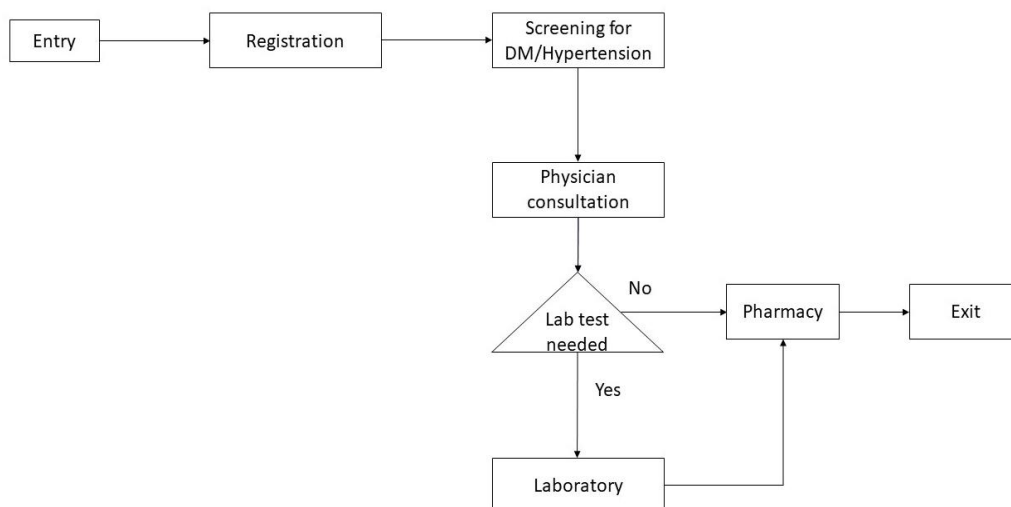 Entry
Registration
Screening for
DM/Hypertension
Physician
consultation
Lab test
needed
No
Pharmacy
Exit
Yes
Laboratory